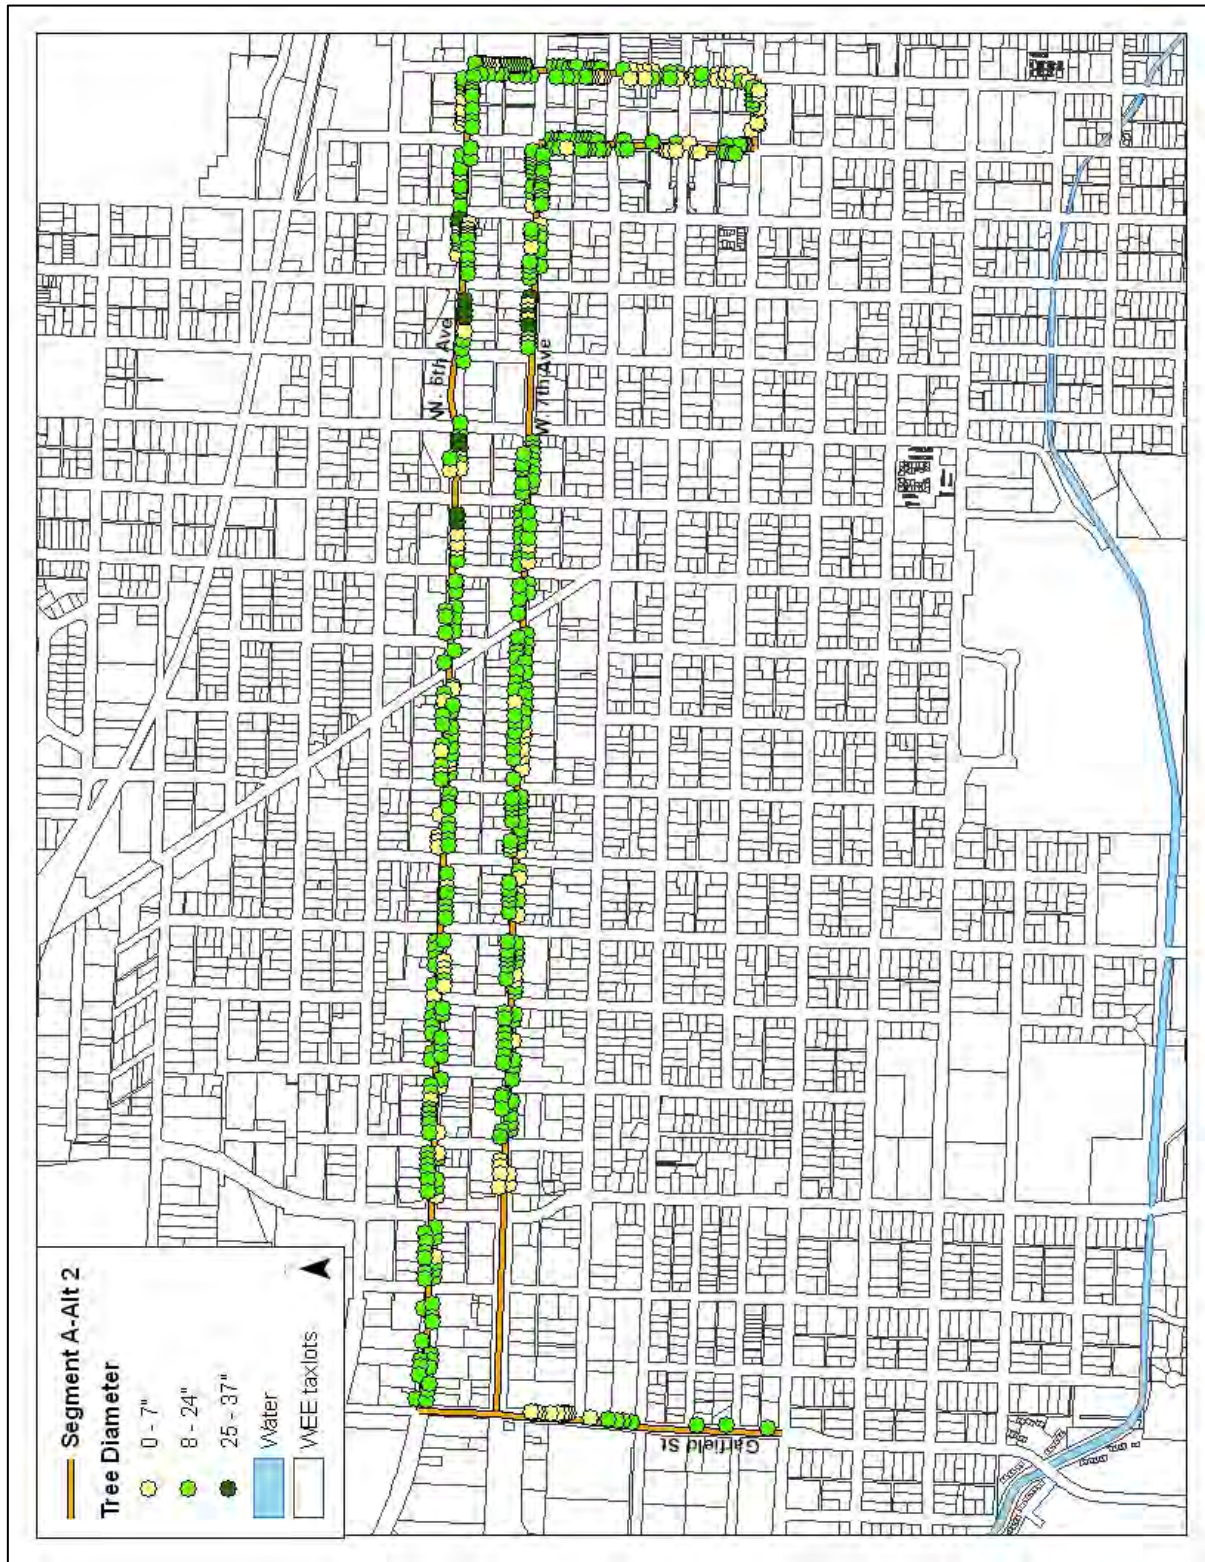 Segment A-Alt 2
Tree Diameter
0 - 7"
8 - 24"
25 - 37"
Water
WEE taxlots
W. 6th Ave
W. 7th Ave
Garfield St